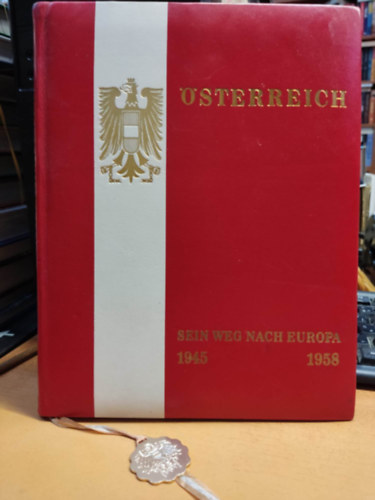 ÖSTERREICH
SEIN WEG NACH EUROPA
1945 1958